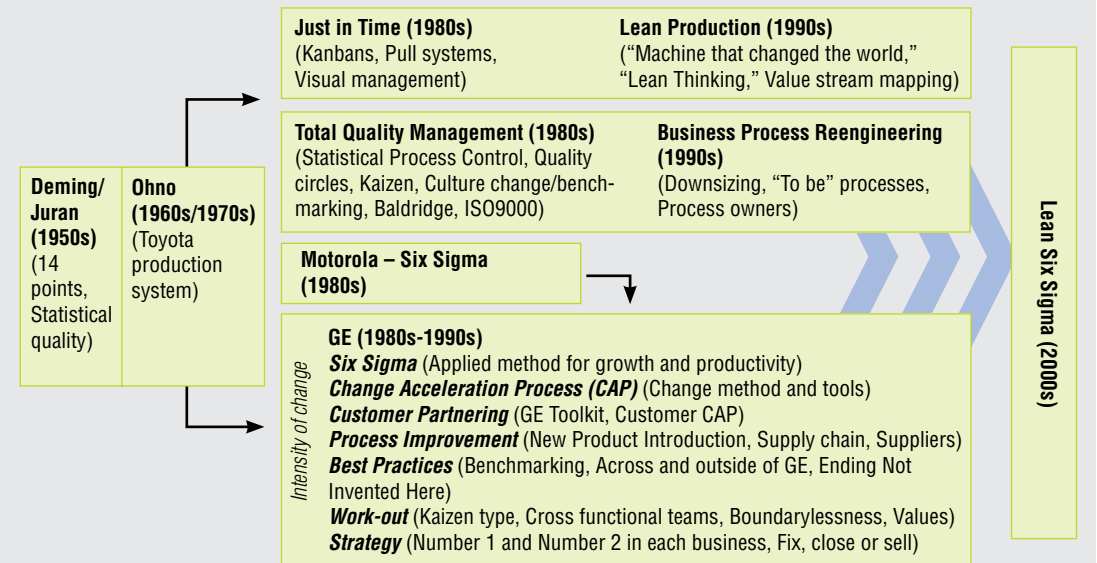 Just in Time (1980s)
(Kanbans, Pull systems,
Visual management)
Lean Production (1990s)
(“Machine that changed the world,”
“Lean Thinking,” Value stream mapping)
Total Quality Management (1980s)
(Statistical Process Control, Quality
circles, Kaizen, Culture change/bench-
marking, Baldridge, ISO9000)
Business Process Reengineering
(1990s)
(Downsizing, “To be” processes,
Process owners)
Deming/
Juran
(1950s)
(14
points,
Statistical
quality)
Ohno
(1960s/1970s)
(Toyota
production
system)
Motorola – Six Sigma
(1980s)
Intensity of change
GE (1980s-1990s)
Six Sigma (Applied method for growth and productivity)
Change Acceleration Process (CAP) (Change method and tools)
Customer Partnering (GE Toolkit, Customer CAP)
Process Improvement (New Product Introduction, Supply chain, Suppliers)
Best Practices (Benchmarking, Across and outside of GE, Ending Not
Invented Here)
Work-out (Kaizen type, Cross functional teams, Boundarylessness, Values)
Strategy (Number 1 and Number 2 in each business, Fix, close or sell)
Lean Six Sigma (2000s)